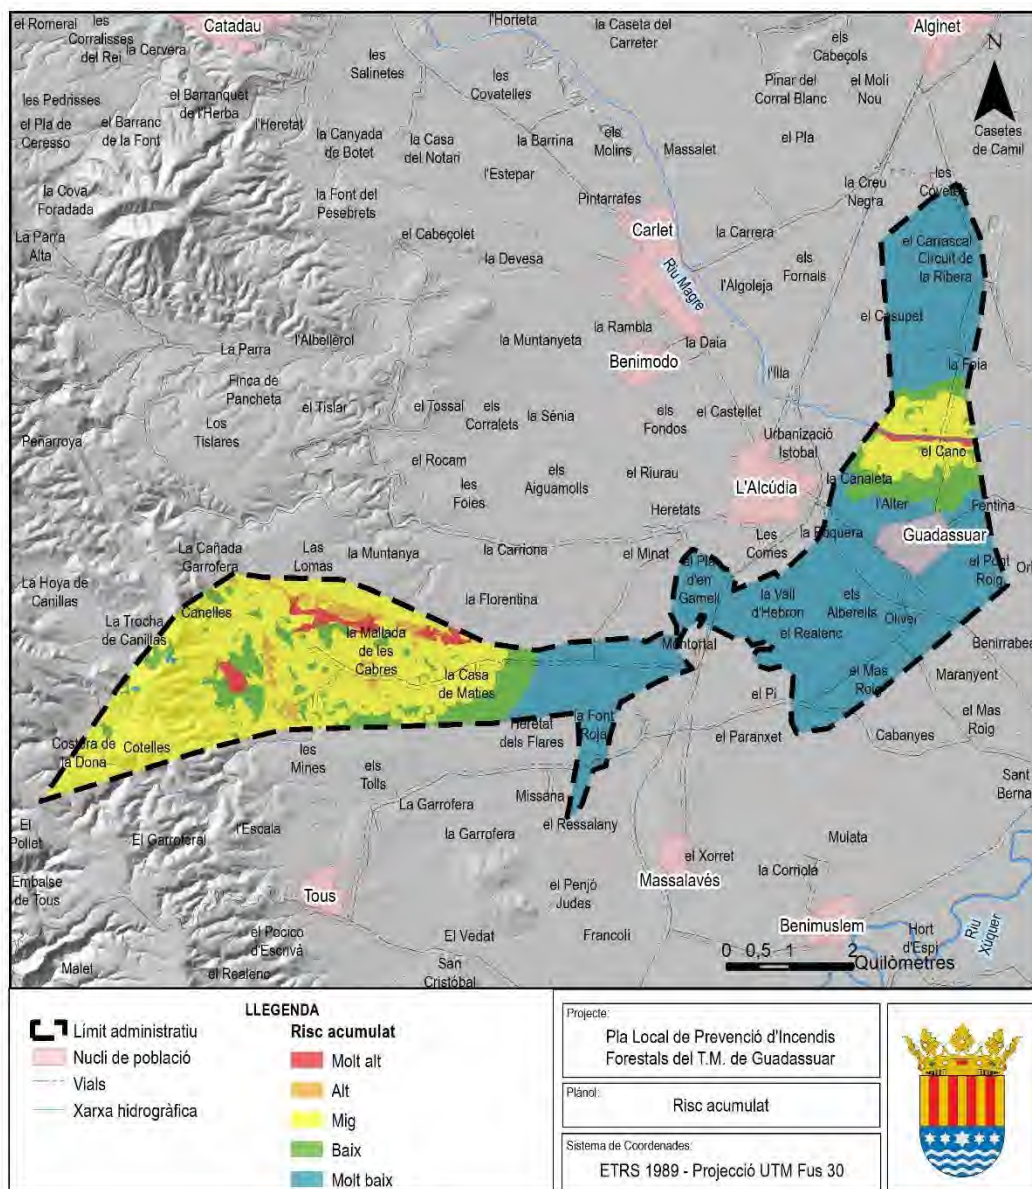 el Romeral
les
Corralisses
del Rei
la Cervera
Catadau
l'Horteta
la Caseta del
Carreter
els
Cabeçols
Alginet
N
les
Salinetes
les
Covatelles
Pinar del
Corral Blanc
el Moli
Nou
les Pedrisses
el Barranquet
de l'Herba
el Pla de
Ceresso
el Barranc
de la Font
l'Heretat
la Canyada
de Botet
la Casa
del Notari
la Barrina
els
Molins
Massalet
el Pla
Casetes
de Camil
l'Estepar
la Cova
Foradada
la Font del
Pesebrets
Pintarrafes
la Creu
Negra
les
Covetes
La Parra
Alta
el Cabeçolet
Carlet
la Carrera
el Carrascal
Circuit de
la Ribera
la Devesa
Riu Magre
els
Fornals
l'Algoleja
la Rambla
el Casupet
La Parra
l'Albellerol
la Muntanyeta
la Daia
Benimodo
l'Illa
la Foia
Finca de
Pancheta
el Tislar
el Tossal
els
Corralets
la Sénia
els
Fondos
el Castellet
Los
Tislares
Peñarroya
Urbanizació
Istobal
el Cano
el Rocam
les
Foies
els
Aiguamolls
el Riurau
L'Alcúdia
la Canaleta
l'Alter
Pentina
Heretats
Guadassuar
La Cañada
Garrofera
Las
Lomas
la Muntanya
la Carriona
el Minat
Les
Comes
el Pla
d'en
Gamell
el Pont
Roig
La Hoya de
Canillas
La Trocha
de Canillas
Canelles
la Florentina
la Vall
d'Hebron
els
Alberells
Oliver
la Mallada
de les
Cabres
el Realenc
Montortal
Benirrabea
la Casa
de Maties
el Mas
Roig
Maranyent
el Pi
Costera de
la Dona
Cotelles
Heretat
dels Flares
la Font
Roja
el Paranxet
Cabanyes
el Mas
Roig
les
Mines
els
Tolls
Missana
Sant
Berna
La Garrofera
El
Pollet
El Garroferal
l'Escala
la Garrofera
el Ressalany
Mulata
el Xorret
la Corriola
Embalse
de Tous
Tous
Massalavés
el Penjó
Judes
Benimuslem
el Pecico
d'Escrivà
El Vedat
Francolí
Hort
d'Espi
Riu
Xúquer
Malet
el Realenc
San
Cristóbal
0 0,5 1 2
Quilòmetres
LLEGENDA
Límit administratiu
Nucli de població
Vials
Xarxa hidrogràfica
Risc acumulat
Molt alt
Alt
Mig
Baix
Molt baix
Projecte:
Pla Local de Prevenció d'Incendis
Forestals del T.M. de Guadassuar
Plànol:
Risc acumulat
Sistema de Coordenades:
ETRS 1989 - Projecció UTM Fus 30